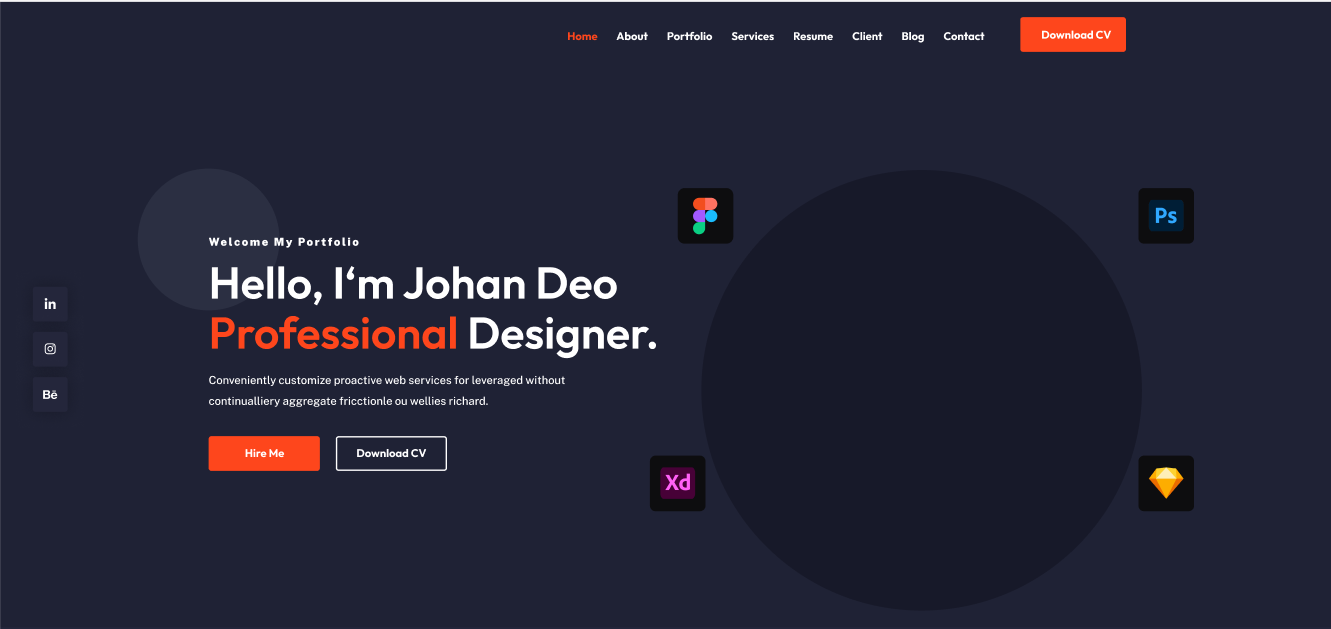 Home About Portfolio Services Resume Client Blog Contact Download CV
Welcome My Portfolio
Hello, I‘m Johan Deo
Professional Designer.
Conveniently customize proactive web services for leveraged without
continualliery aggregate fricctionle ou wellies richard.
Hire Me Download CV
in
Bē
Ps
Xd